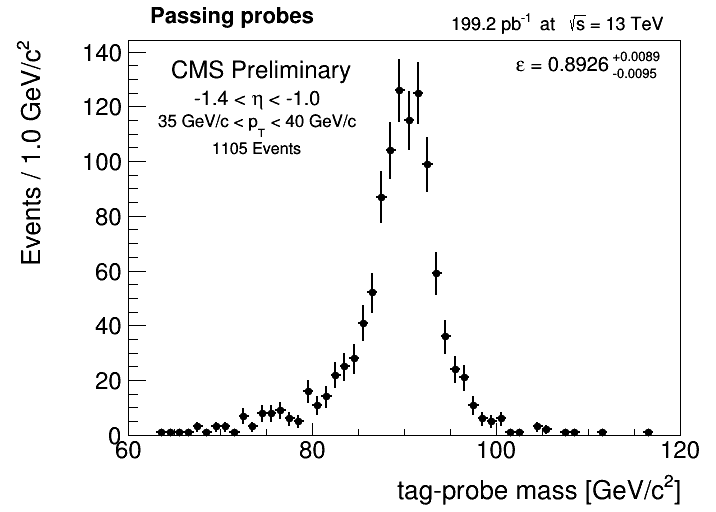 Passing probes
199.2 pb⁻¹ at √s = 13 TeV
CMS Preliminary
-1.4 < η < -1.0
35 GeV/c < p_T < 40 GeV/c
1105 Events
ε = 0.8926 +0.0089 -0.0095
Events / 1.0 GeV/c²
140
120
100
80
60
40
20
0
60 80 100 120
tag-probe mass [GeV/c²]